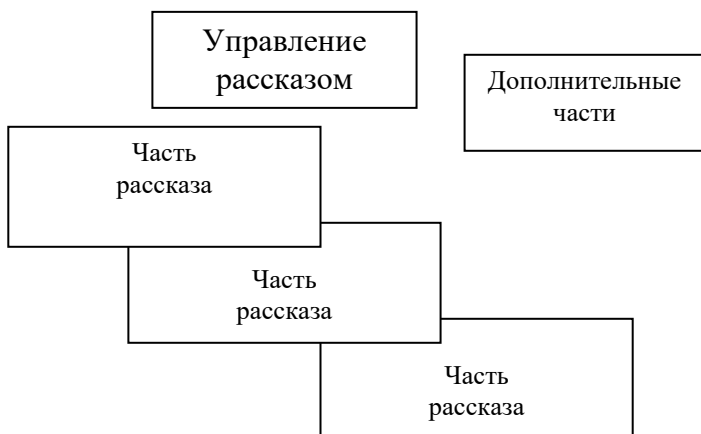 Управление
рассказом
Дополнительные
части
Часть
рассказа
Часть
рассказа
Часть
рассказа